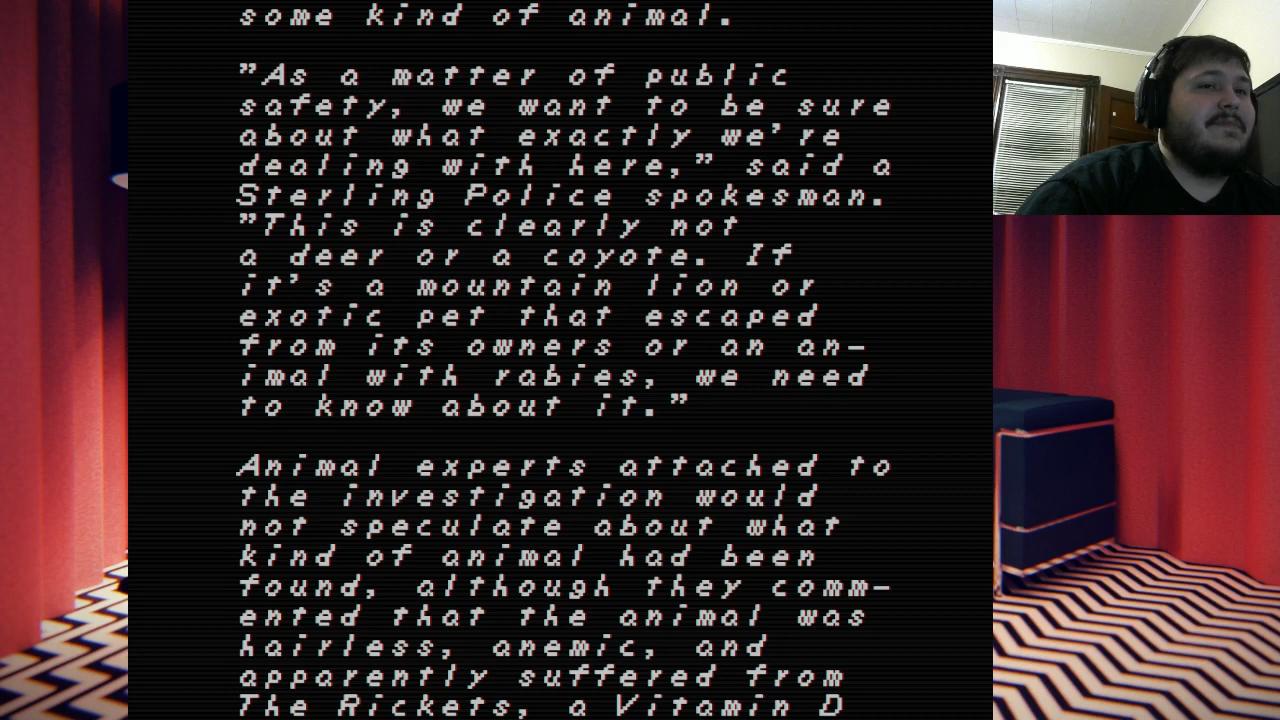 some kind of animal.
"As a matter of public
safety, we want to be sure
about what exactly we're
dealing with here," said a
Sterling Police spokesman.
"This is clearly not
a deer or a coyote. If
it's a mountain lion or
exotic pet that escaped
from its owners or an an-
imal with rabies, we need
to know about it."
Animal experts attached to
the investigation would
not speculate about what
kind of animal had been
found, although they comm-
ented that the animal was
hairless, anemic, and
apparently suffered from
The Rickets, a Vitamin D